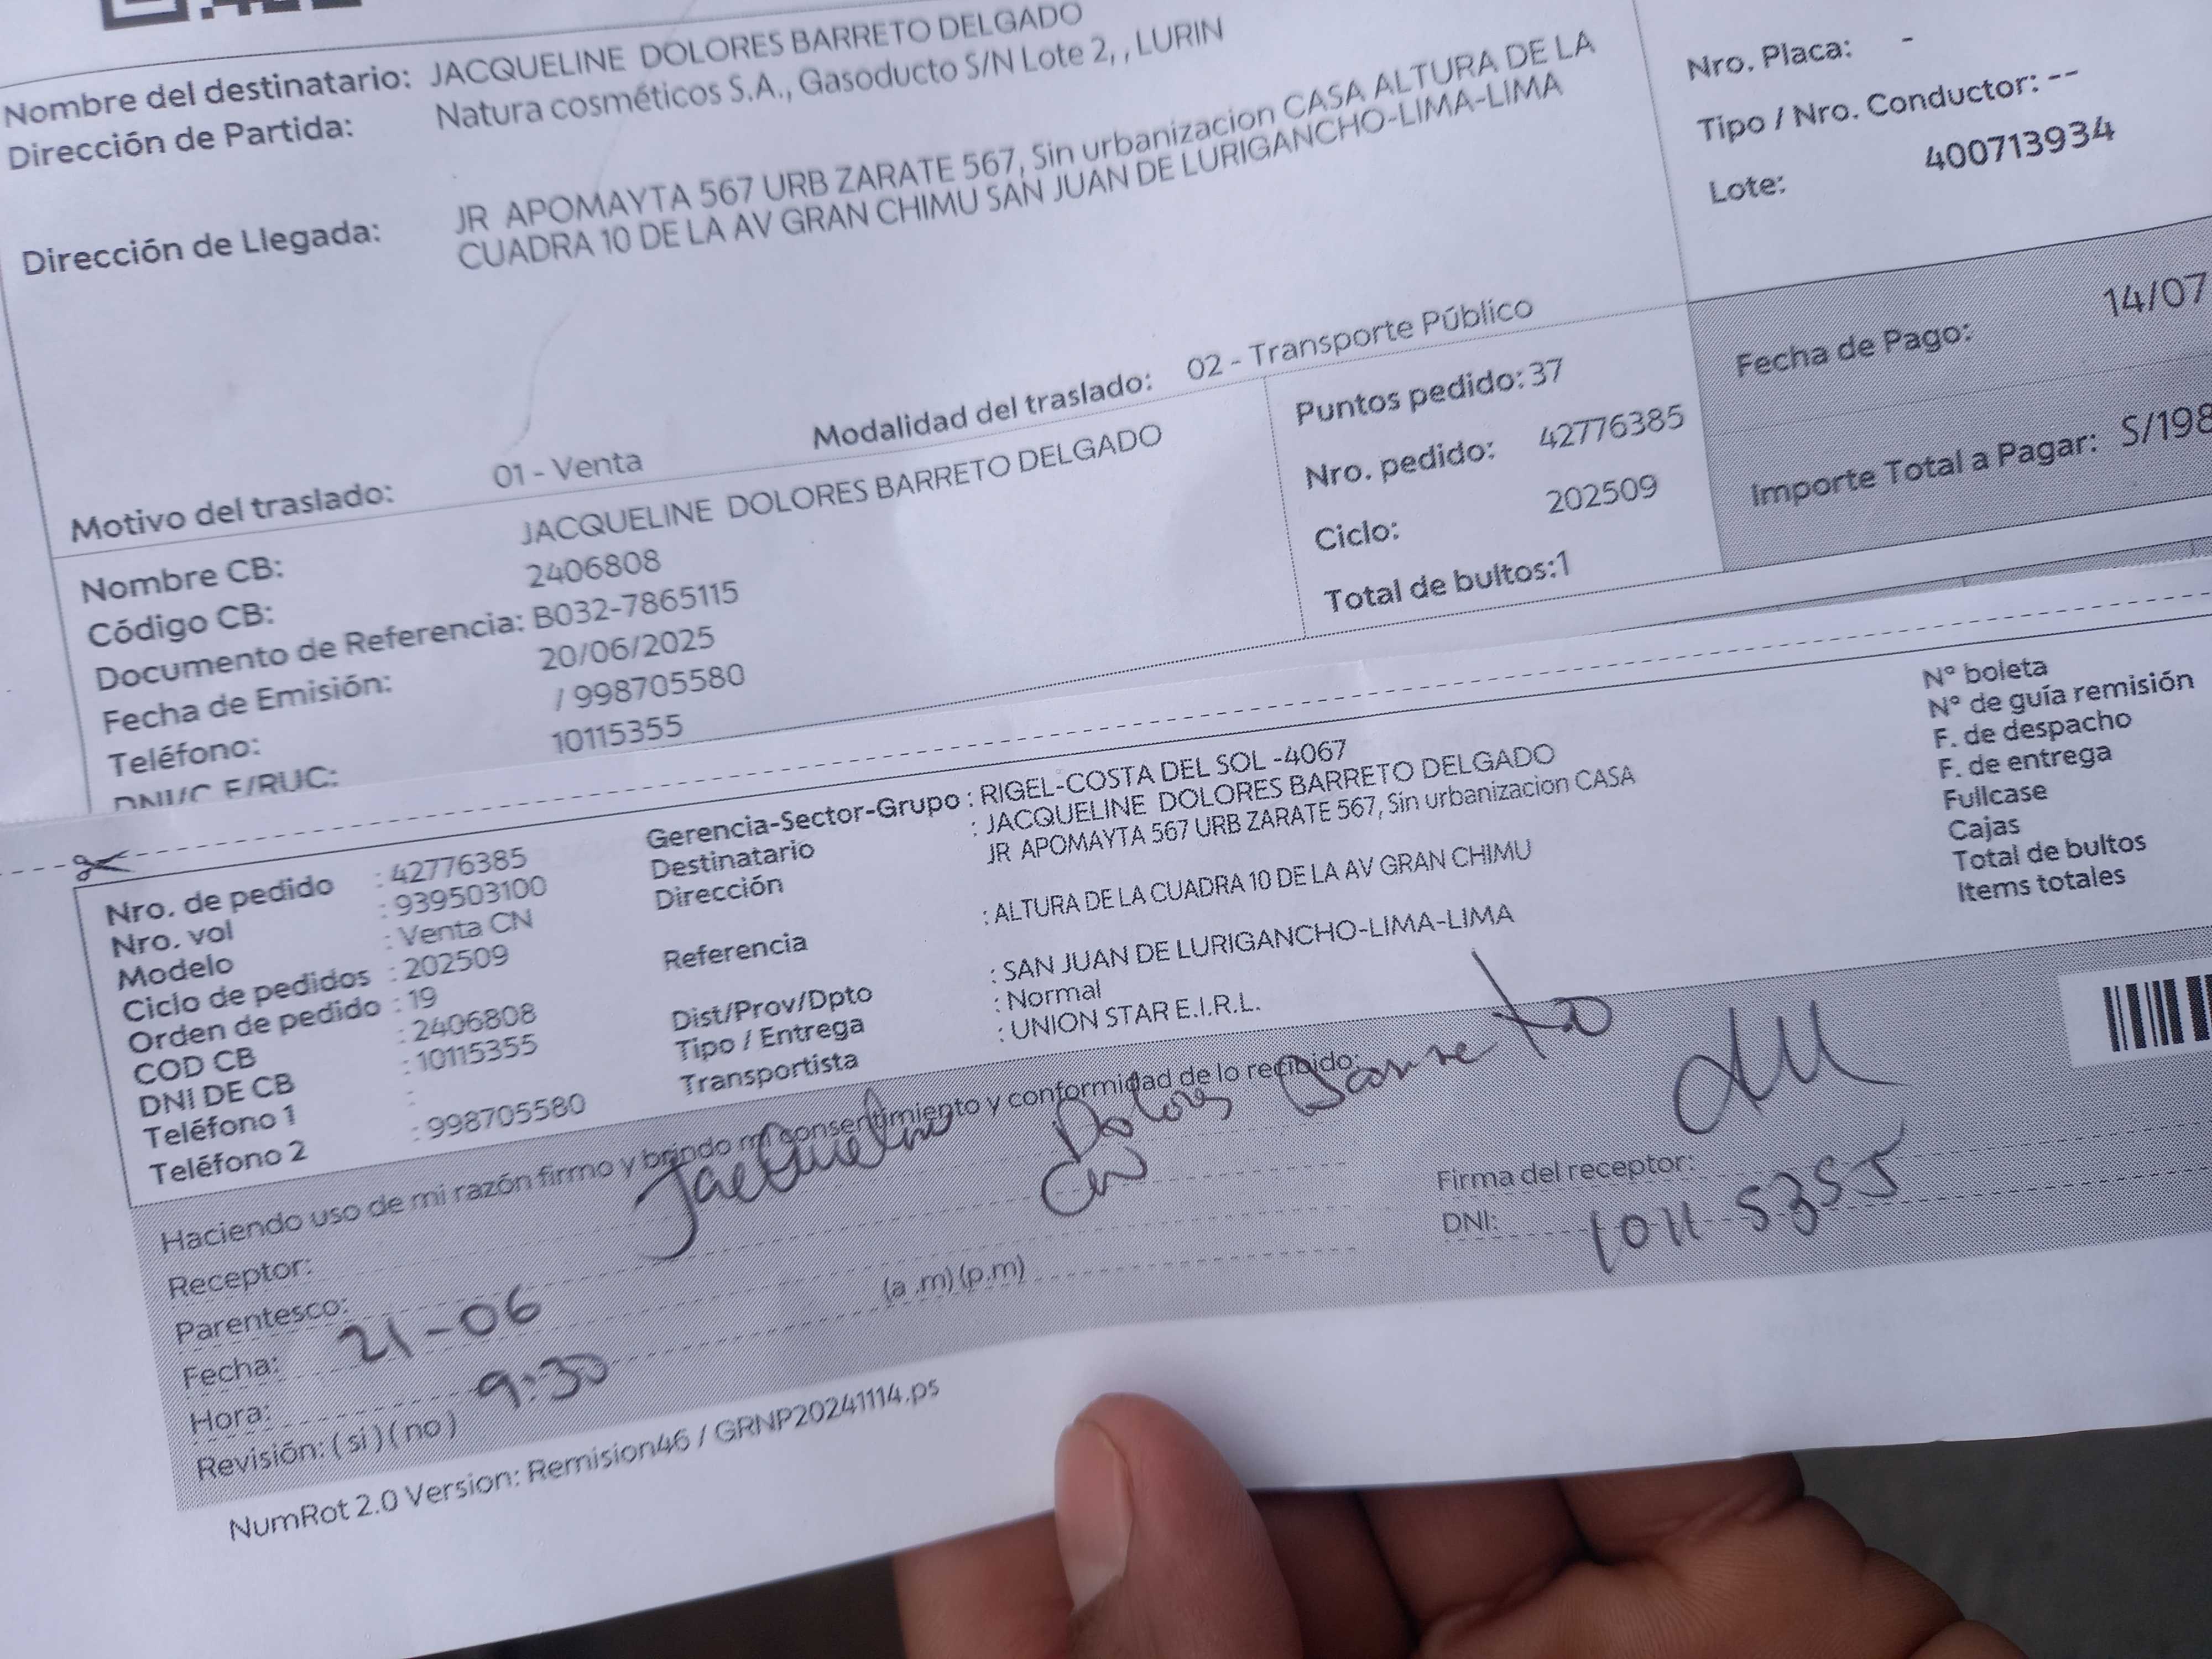 Nombre del destinatario: JACQUELINE DOLORES BARRETO DELGADO
Dirección de Partida: Natura cosméticos S.A., Gasoducto S/N Lote 2, , LURIN
Dirección de Llegada: JR APOMAYTA 567 URB ZARATE 567, Sin urbanizacion CASA ALTURA DE LA
CUADRA 10 DE LA AV GRAN CHIMU SAN JUAN DE LURIGANCHO-LIMA-LIMA
Nro. Placa: -
Tipo / Nro. Conductor: --
Lote: 400713934
Motivo del traslado: 01 - Venta
Modalidad del traslado: 02 - Transporte Público
Nombre CB: JACQUELINE DOLORES BARRETO DELGADO
Código CB: 2406808
Documento de Referencia: B032-7865115
Fecha de Emisión: 20/06/2025
Teléfono: / 998705580
DNI/C E/RUC: 10115355
Puntos pedido: 37
Nro. pedido: 42776385
Ciclo: 202509
Total de bultos:1
Fecha de Pago: 14/07
Importe Total a Pagar: S/198
Nro. de pedido : 42776385
Nro. vol : 939503100
Modelo : Venta CN
Ciclo de pedidos : 202509
Orden de pedido : 19
COD CB : 2406808
DNI DE CB : 10115355
Teléfono 1 :
Teléfono 2 : 998705580
Gerencia-Sector-Grupo : RIGEL-COSTA DEL SOL -4067
Destinatario : JACQUELINE DOLORES BARRETO DELGADO
Dirección JR APOMAYTA 567 URB ZARATE 567, Sin urbanizacion CASA
: ALTURA DE LA CUADRA 10 DE LA AV GRAN CHIMU
Referencia
Dist/Prov/Dpto : SAN JUAN DE LURIGANCHO-LIMA-LIMA
Tipo / Entrega : Normal
Transportista : UNION STAR E.I.R.L.
N° boleta
N° de guía remisión
F. de despacho
F. de entrega
Fullcase
Cajas
Total de bultos
Items totales
Haciendo uso de mi razón firmo y brindo mi consentimiento y conformidad de lo recibido:
Receptor: Dolores Barreto
Parentesco:
Fecha: 21-06
Hora: 9:30 (a .m) (p.m)
Revisión: ( si ) ( no )
Firma del receptor:
DNI: 10115355
NumRot 2.0 Version: Remision46 / GRNP20241114.ps